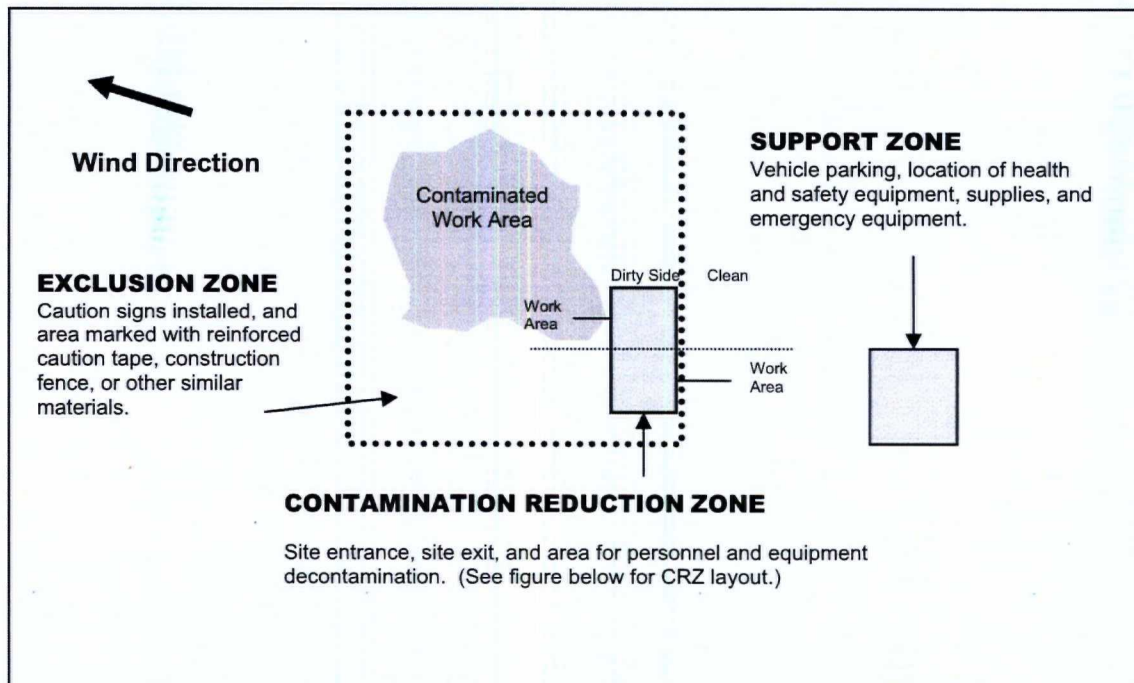 Wind Direction
EXCLUSION ZONE
Caution signs installed, and
area marked with reinforced
caution tape, construction
fence, or other similar
materials.
Contaminated
Work Area
Dirty Side
Clean
Work
Area
Work
Area
SUPPORT ZONE
Vehicle parking, location of health
and safety equipment, supplies, and
emergency equipment.
CONTAMINATION REDUCTION ZONE
Site entrance, site exit, and area for personnel and equipment
decontamination. (See figure below for CRZ layout.)